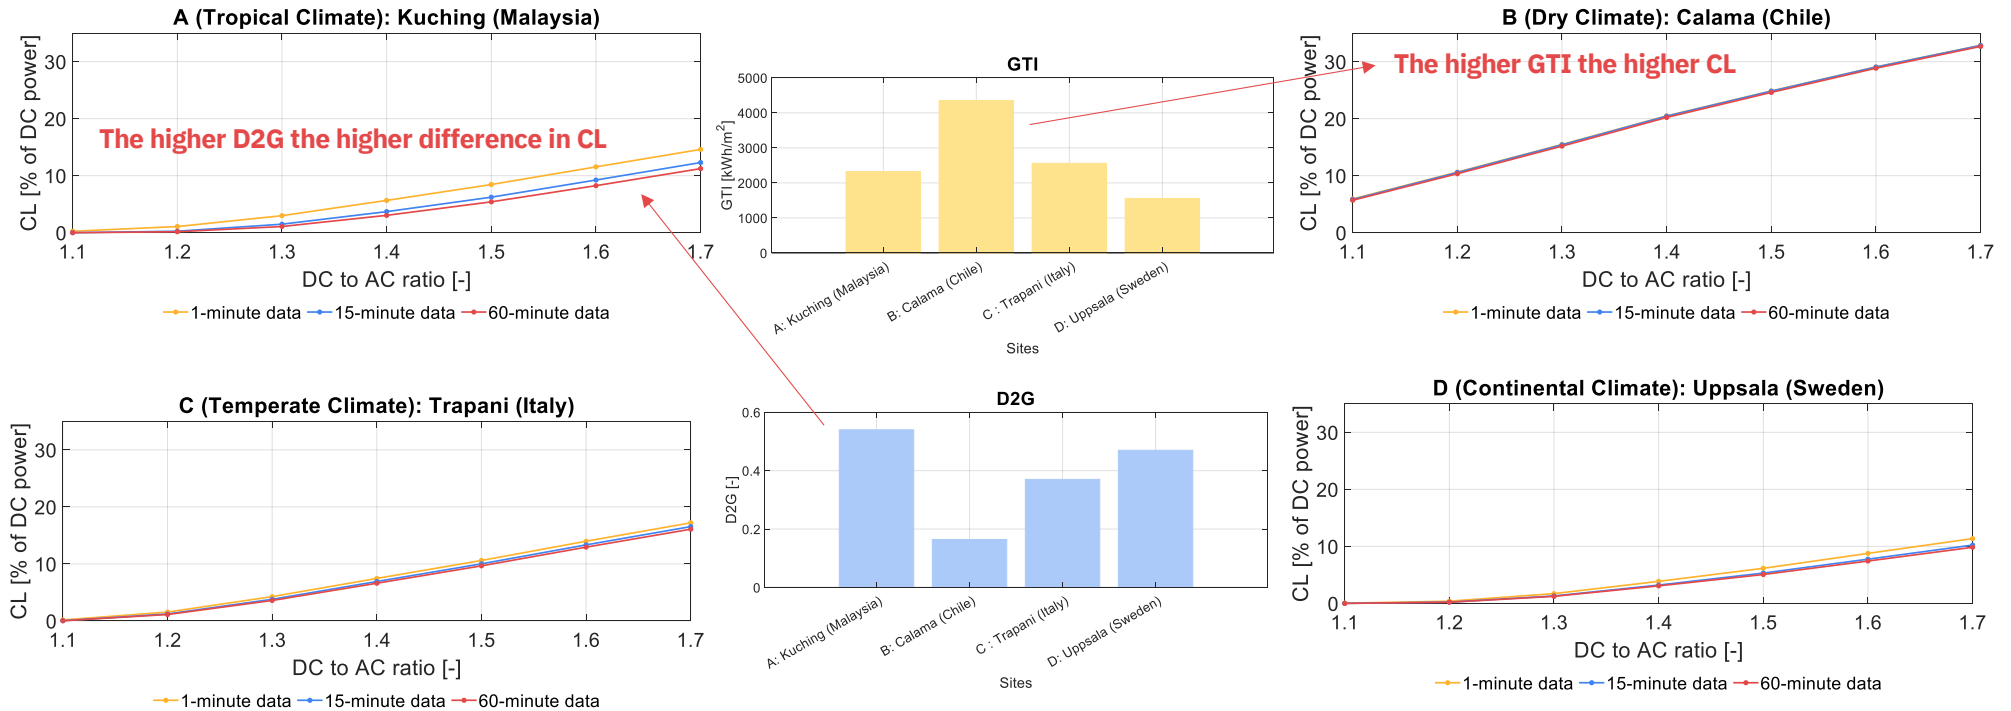 A (Tropical Climate): Kuching (Malaysia)
CL [% of DC power]
30
20
10
0
The higher D2G the higher difference in CL
1.1 1.2 1.3 1.4 1.5 1.6 1.7
DC to AC ratio [-]
1-minute data 15-minute data 60-minute data
GTI
GTI [kWh/m2]
5000
4000
3000
2000
1000
0
A: Kuching (Malaysia)
B: Calama (Chile)
C : Trapani (Italy)
D: Uppsala (Sweden)
Sites
B (Dry Climate): Calama (Chile)
CL [% of DC power]
30
20
10
0
The higher GTI the higher CL
1.1 1.2 1.3 1.4 1.5 1.6 1.7
DC to AC ratio [-]
1-minute data 15-minute data 60-minute data
C (Temperate Climate): Trapani (Italy)
CL [% of DC power]
30
20
10
0
1.1 1.2 1.3 1.4 1.5 1.6 1.7
DC to AC ratio [-]
1-minute data 15-minute data 60-minute data
D2G
D2G [-]
0.6
0.4
0.2
0
A: Kuching (Malaysia)
B: Calama (Chile)
C : Trapani (Italy)
D: Uppsala (Sweden)
Sites
D (Continental Climate): Uppsala (Sweden)
CL [% of DC power]
30
20
10
0
1.1 1.2 1.3 1.4 1.5 1.6 1.7
DC to AC ratio [-]
1-minute data 15-minute data 60-minute data